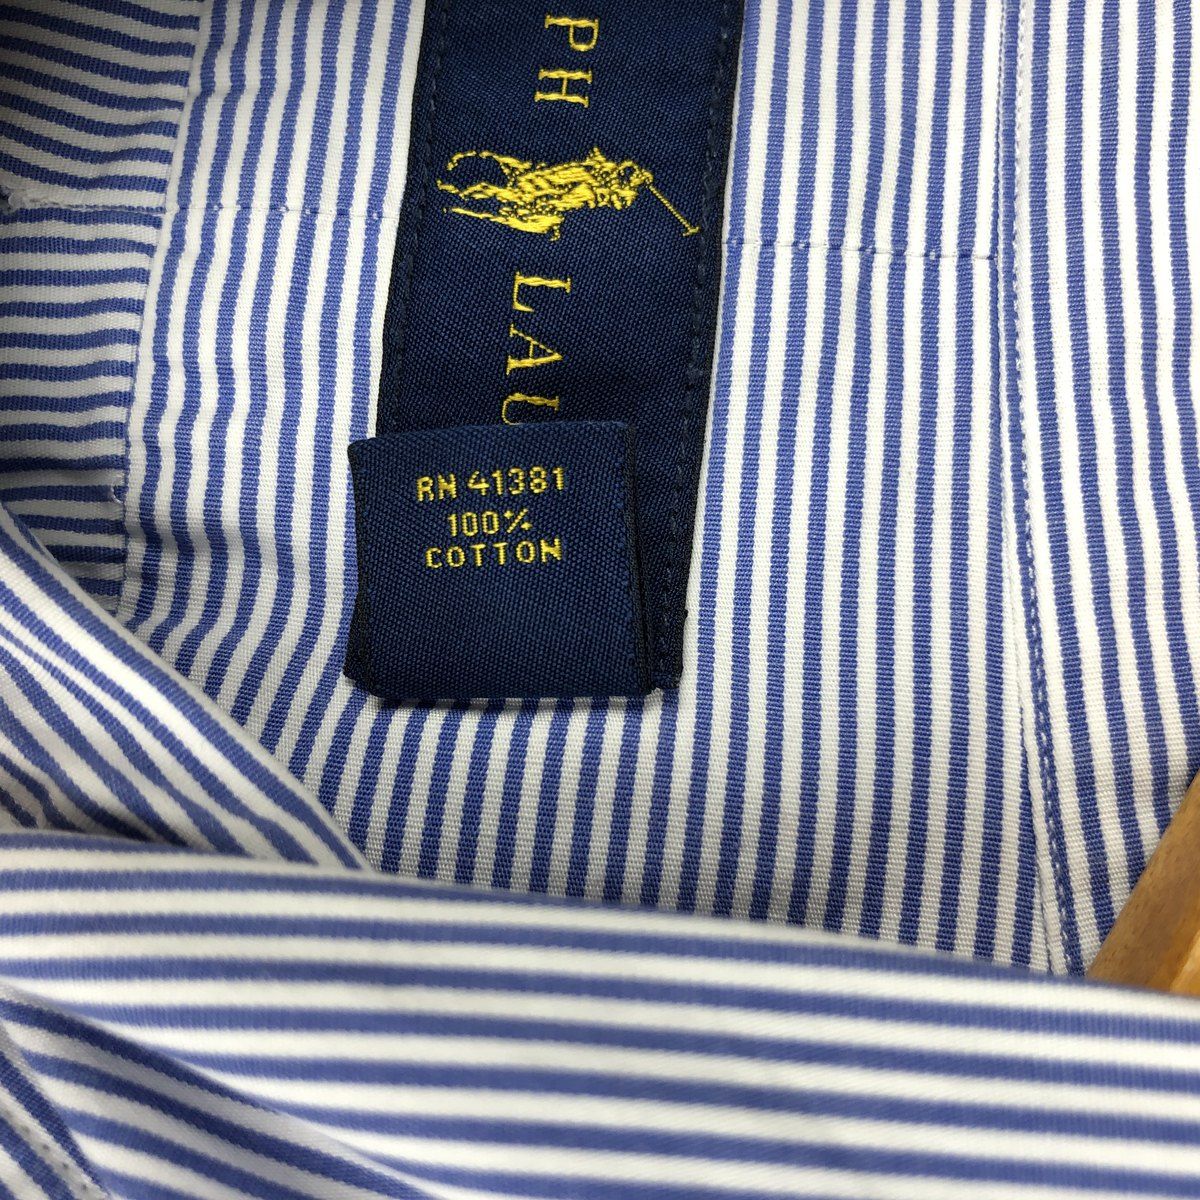 PH LAU
RN 41381
100%
COTTON